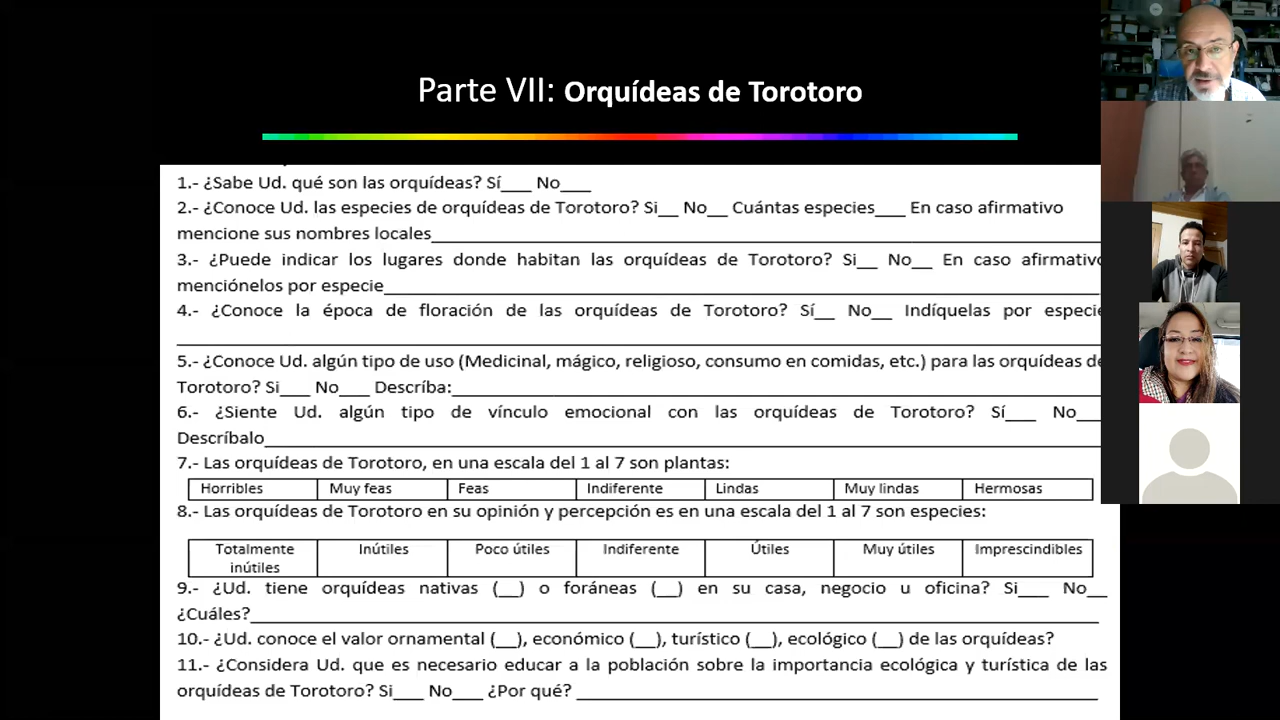 Parte VII: Orquídeas de Torotoro
1.- ¿Sabe Ud. qué son las orquídeas? Sí___ No___
2.- ¿Conoce Ud. las especies de orquídeas de Torotoro? Si__ No__ Cuántas especies___ En caso afirmativo
mencione sus nombres locales___
3.- ¿Puede indicar los lugares donde habitan las orquídeas de Torotoro? Si__ No__ En caso afirmativo
menciónelos por especie___
4.- ¿Conoce la época de floración de las orquídeas de Torotoro? Sí__ No__ Indíquelas por especie
___
5.- ¿Conoce Ud. algún tipo de uso (Medicinal, mágico, religioso, consumo en comidas, etc.) para las orquídeas de
Torotoro? Si___ No___ Descríba:___
6.- ¿Siente Ud. algún tipo de vínculo emocional con las orquídeas de Torotoro? Sí___ No___
Descríbalo___
7.- Las orquídeas de Torotoro, en una escala del 1 al 7 son plantas:
Horribles Muy feas Feas Indiferente Lindas Muy lindas Hermosas
8.- Las orquídeas de Torotoro en su opinión y percepción es en una escala del 1 al 7 son especies:
Totalmente Inútiles Poco útiles Indiferente Útiles Muy útiles Imprescindibles
inútiles
9.- ¿Ud. tiene orquídeas nativas (__) o foráneas (__) en su casa, negocio u oficina? Si___ No__
¿Cuáles?___
10.- ¿Ud. conoce el valor ornamental (__), económico (__), turístico (__), ecológico (__) de las orquídeas?
11.- ¿Considera Ud. que es necesario educar a la población sobre la importancia ecológica y turística de las
orquídeas de Torotoro? Si___ No___ ¿Por qué? ___